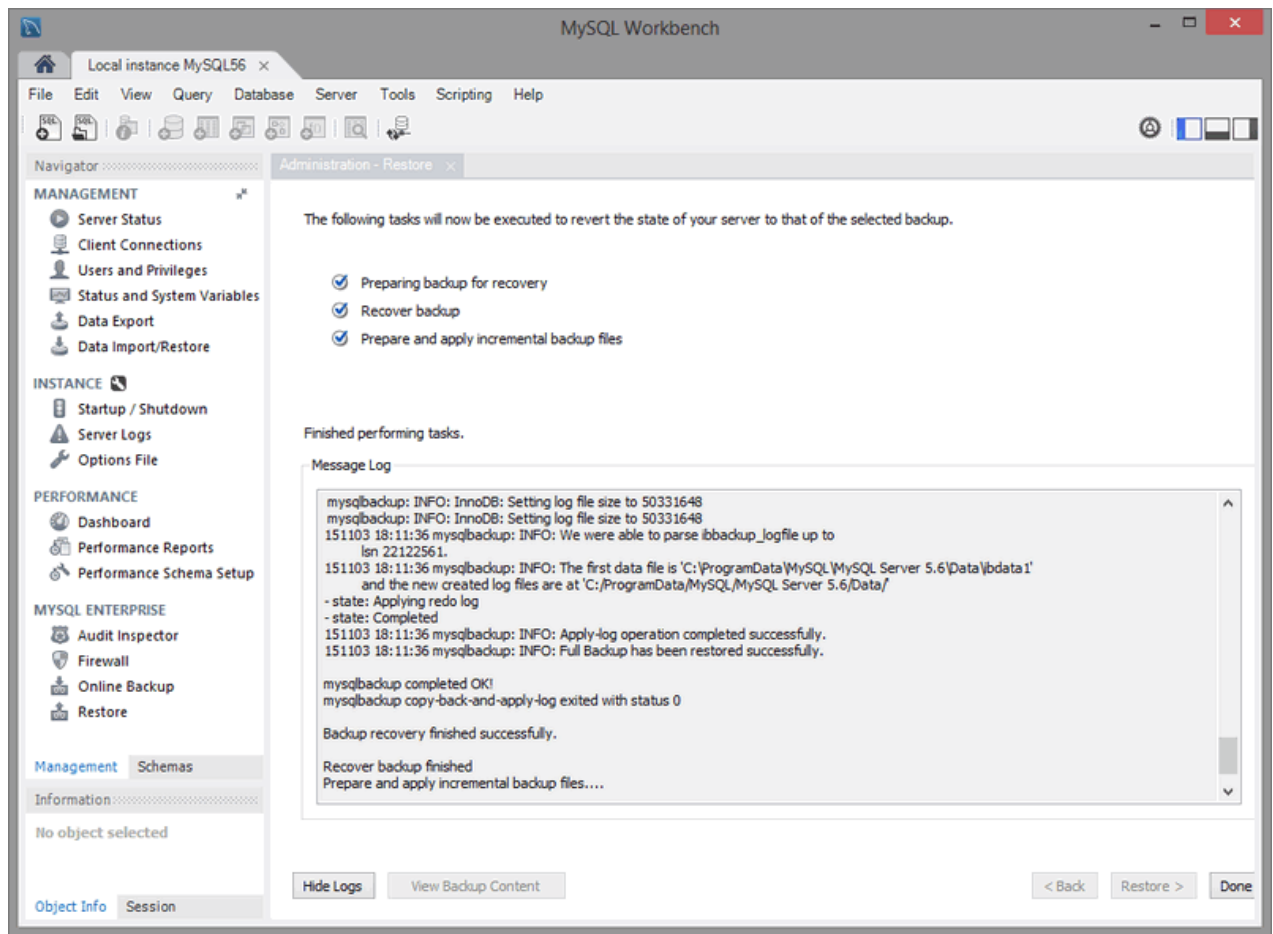 MySQL Workbench
Local instance MySQL56
File Edit View Query Database Server Tools Scripting Help
Navigator
Administration - Restore
MANAGEMENT
Server Status
Client Connections
Users and Privileges
Status and System Variables
Data Export
Data Import/Restore
INSTANCE
Startup / Shutdown
Server Logs
Options File
PERFORMANCE
Dashboard
Performance Reports
Performance Schema Setup
MYSQL ENTERPRISE
Audit Inspector
Firewall
Online Backup
Restore
Management Schemas
Information
No object selected
Object Info Session
The following tasks will now be executed to revert the state of your server to that of the selected backup.
Preparing backup for recovery
Recover backup
Prepare and apply incremental backup files
Finished performing tasks.
Message Log
mysqlbackup: INFO: InnoDB: Setting log file size to 50331648
mysqlbackup: INFO: InnoDB: Setting log file size to 50331648
151103 18:11:36 mysqlbackup: INFO: We were able to parse ibbackup_logfile up to
lsn 22122561.
151103 18:11:36 mysqlbackup: INFO: The first data file is 'C:\ProgramData\MySQL\MySQL Server 5.6\Data\ibdata1'
and the new created log files are at 'C:/ProgramData/MySQL/MySQL Server 5.6/Data/'
- state: Applying redo log
- state: Completed
151103 18:11:36 mysqlbackup: INFO: Apply-log operation completed successfully.
151103 18:11:36 mysqlbackup: INFO: Full Backup has been restored successfully.
mysqlbackup completed OK!
mysqlbackup copy-back-and-apply-log exited with status 0
Backup recovery finished successfully.
Recover backup finished
Prepare and apply incremental backup files....
Hide Logs View Backup Content < Back Restore > Done